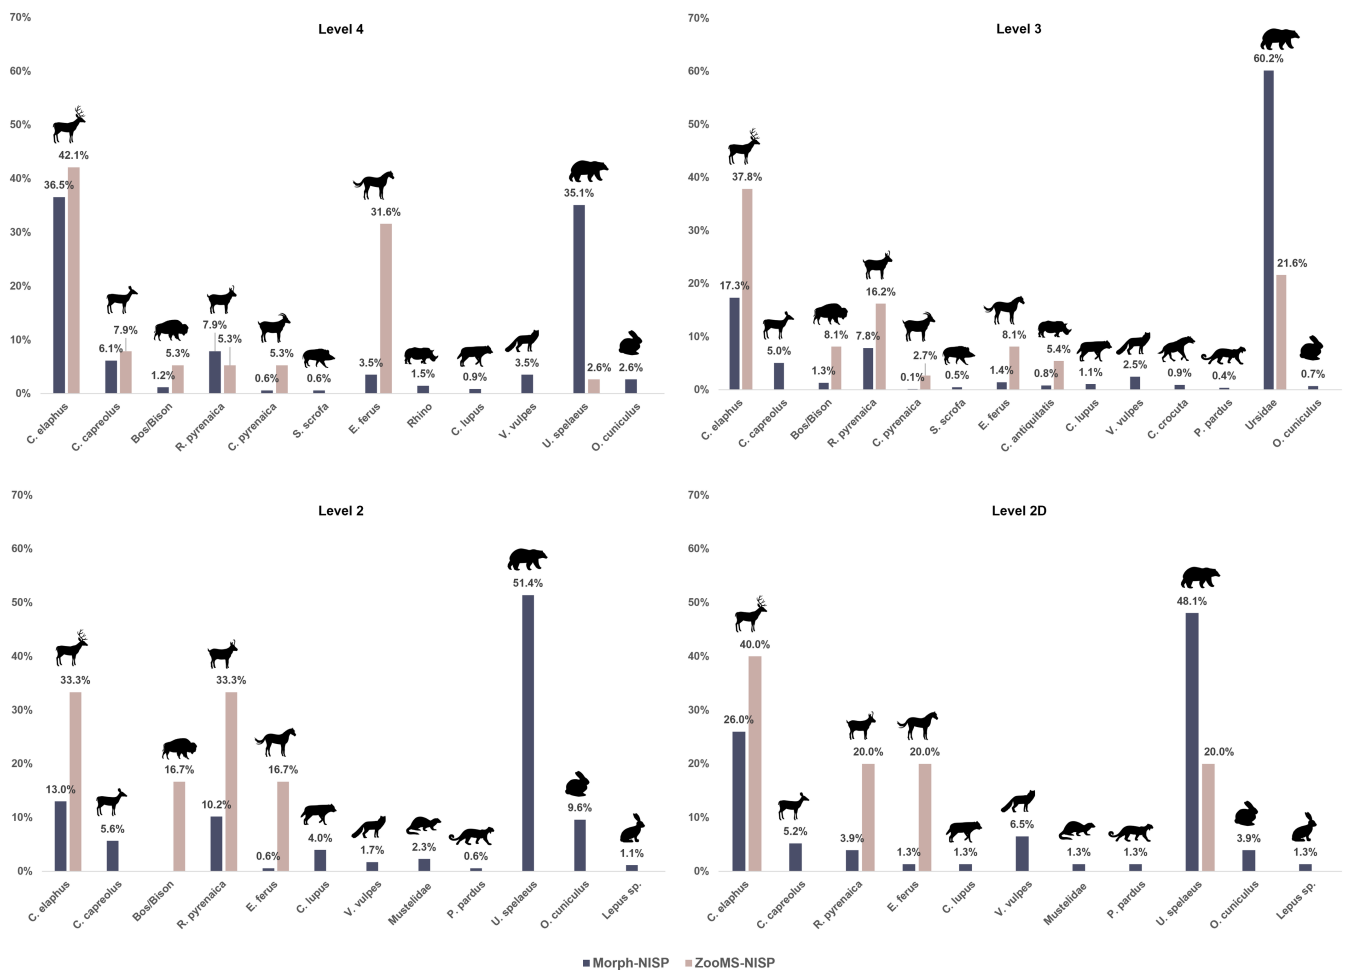 Level 4
70%
60%
50%
40%
30%
20%
10%
0%
36.5%
42.1%
6.1%
7.9%
1.2%
5.3%
7.9%
5.3%
0.6%
5.3%
0.6%
3.5%
31.6%
1.5%
0.9%
3.5%
35.1%
2.6%
2.6%
C. elaphus
C. capreolus
Bos/Bison
R. pyrenaica
C. pyrenaica
S. scrofa
E. ferus
Rhino
C. lupus
V. vulpes
U. spelaeus
O. cuniculus
Level 3
70%
60%
50%
40%
30%
20%
10%
0%
17.3%
37.8%
5.0%
1.3%
8.1%
7.8%
16.2%
0.1%
2.7%
0.5%
1.4%
8.1%
0.8%
5.4%
1.1%
2.5%
0.9%
0.4%
60.2%
21.6%
0.7%
C. elaphus
C. capreolus
Bos/Bison
R. pyrenaica
C. pyrenaica
S. scrofa
E. ferus
C. antiquitatis
C. lupus
V. vulpes
C. crocuta
P. pardus
Ursidae
O. cuniculus
Level 2
70%
60%
50%
40%
30%
20%
10%
0%
13.0%
33.3%
5.6%
16.7%
10.2%
33.3%
0.6%
16.7%
4.0%
1.7%
2.3%
0.6%
51.4%
9.6%
1.1%
C. elaphus
C. capreolus
Bos/Bison
R. pyrenaica
E. ferus
C. lupus
V. vulpes
Mustelidae
P. pardus
U. spelaeus
O. cuniculus
Lepus sp.
Level 2D
70%
60%
50%
40%
30%
20%
10%
0%
26.0%
40.0%
5.2%
3.9%
20.0%
1.3%
20.0%
1.3%
6.5%
1.3%
1.3%
48.1%
20.0%
3.9%
1.3%
C. elaphus
C. capreolus
R. pyrenaica
E. ferus
C. lupus
V. vulpes
Mustelidae
P. pardus
U. spelaeus
O. cuniculus
Lepus sp.
Morph-NISP
ZooMS-NISP